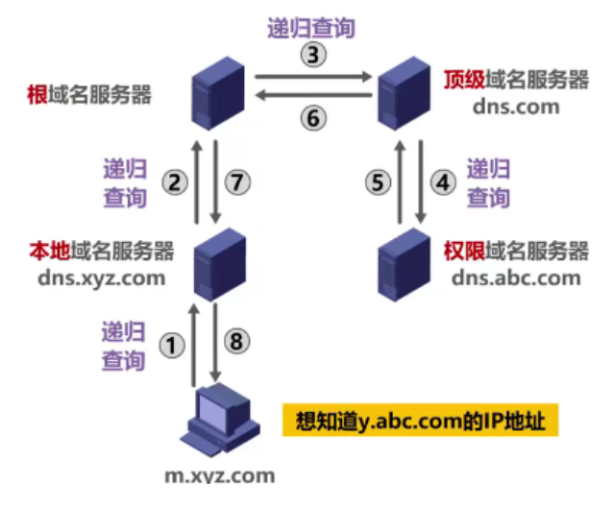 递归查询
③
根域名服务器
顶级域名服务器
dns.com
⑥
递归
查询
②
⑦
⑤
④
递归
查询
本地域名服务器
dns.xyz.com
权限域名服务器
dns.abc.com
递归
查询
①
⑧
想知道y.abc.com的IP地址
m.xyz.com